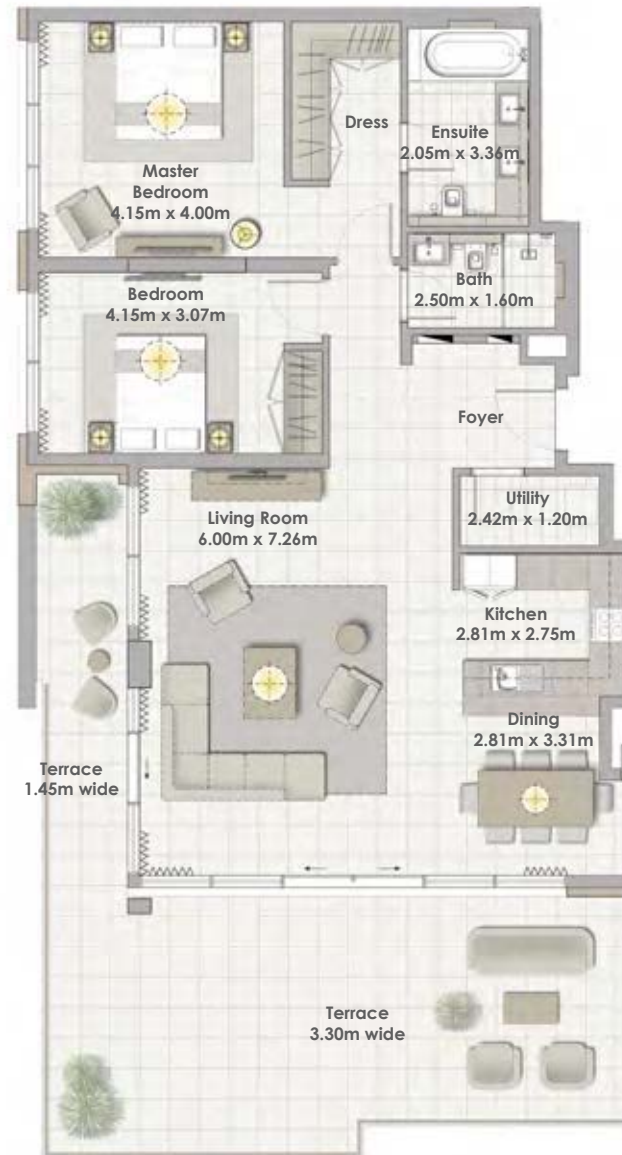 Dress
Ensuite
2.05m x 3.36m
Master
Bedroom
4.15m x 4.00m
Bath
2.50m x 1.60m
Bedroom
4.15m x 3.07m
Foyer
Utility
2.42m x 1.20m
Living Room
6.00m x 7.26m
Kitchen
2.81m x 2.75m
Dining
2.81m x 3.31m
Terrace
1.45m wide
Terrace
3.30m wide